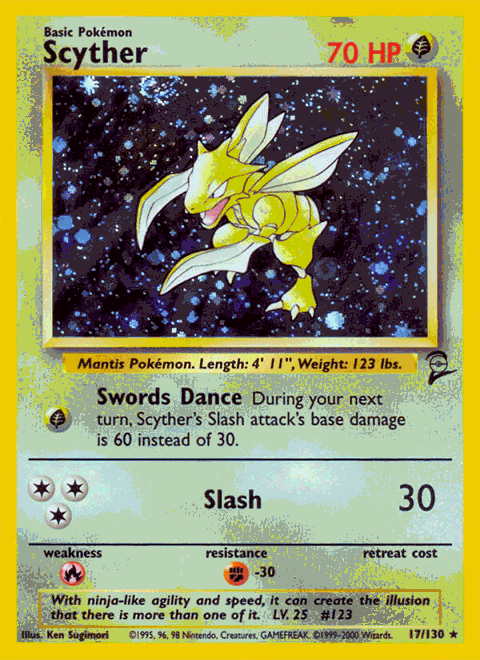 Basic Pokémon
Scyther 70 HP
Mantis Pokémon. Length: 4' 11", Weight: 123 lbs.
Swords Dance During your next
turn, Scyther's Slash attack's base damage
is 60 instead of 30.
Slash 30
weakness resistance retreat cost
-30
With ninja-like agility and speed, it can create the illusion
that there is more than one of it. LV. 25 #123
Illus. Ken Sugimori ©1995, 96, 98 Nintendo, Creatures, GAMEFREAK. ©1999-2000 Wizards. 17/130 ★